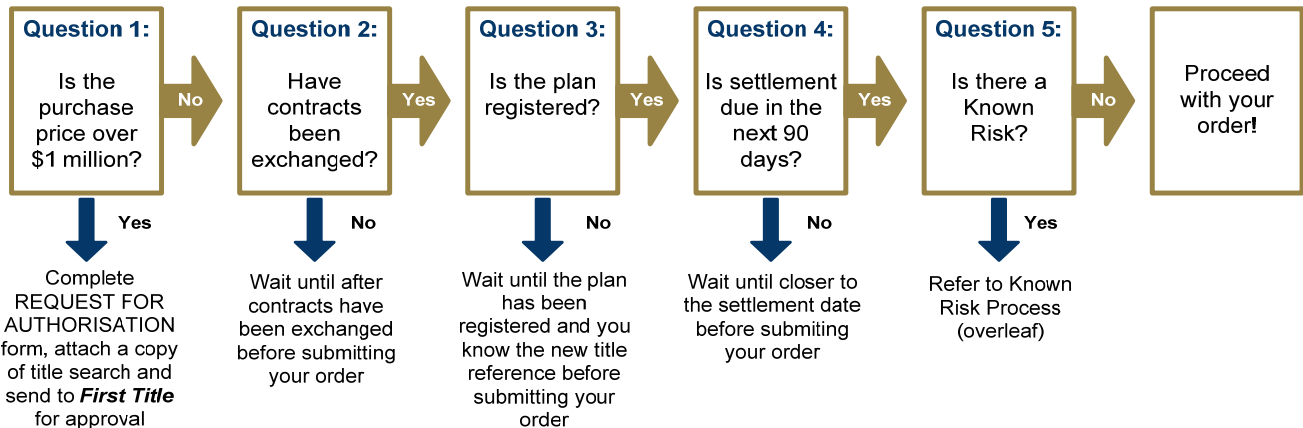 Question 1:
Is the
purchase
price over
$1 million?
No
Yes
Complete
REQUEST FOR
AUTHORISATION
form, attach a copy
of title search and
send to First Title
for approval
Question 2:
Have
contracts
been
exchanged?
Yes
No
Wait until after
contracts have
been exchanged
before submitting
your order
Question 3:
Is the plan
registered?
Yes
No
Wait until the plan
has been
registered and you
know the new title
reference before
submitting your
order
Question 4:
Is settlement
due in the
next 90
days?
Yes
No
Wait until closer to
the settlement date
before submiting
your order
Question 5:
Is there a
Known
Risk?
No
Yes
Refer to Known
Risk Process
(overleaf)
Proceed
with your
order!